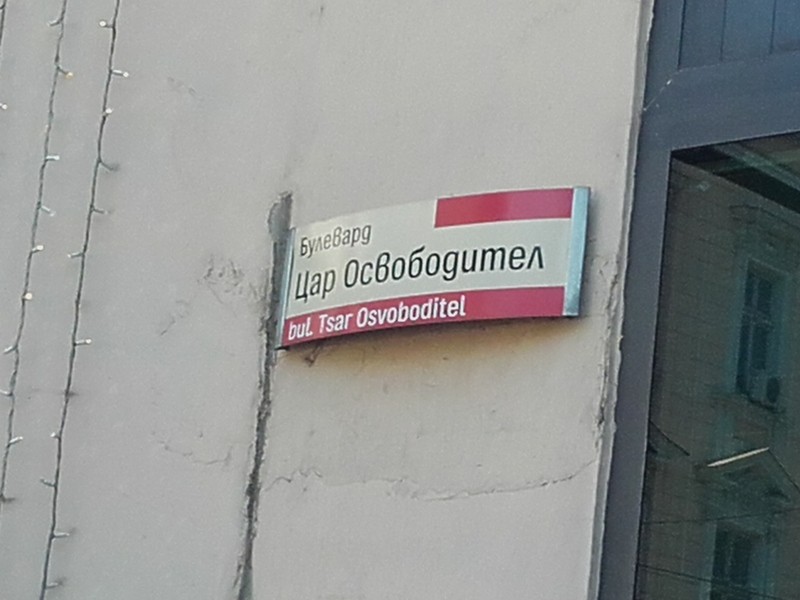 Булевард
Цар Освободител
bul. Tsar Osvoboditel